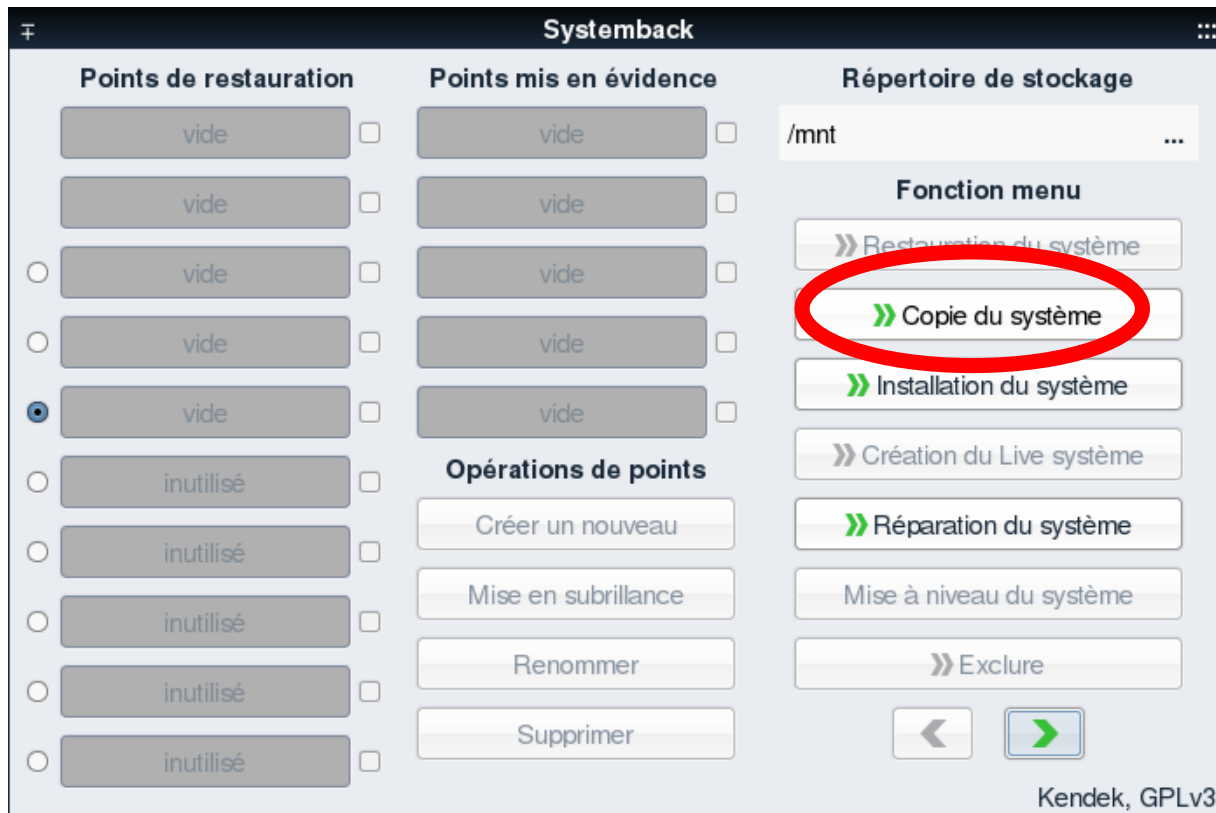 Systemback
Points de restauration
vide
vide
vide
vide
vide
inutilisé
inutilisé
inutilisé
inutilisé
inutilisé
Points mis en évidence
vide
vide
vide
vide
vide
Opérations de points
Créer un nouveau
Mise en subrillance
Renommer
Supprimer
Répertoire de stockage
/mnt ...
Fonction menu
Restauration du système
Copie du système
Installation du système
Création du Live système
Réparation du système
Mise à niveau du système
Exclure
Kendek, GPLv3